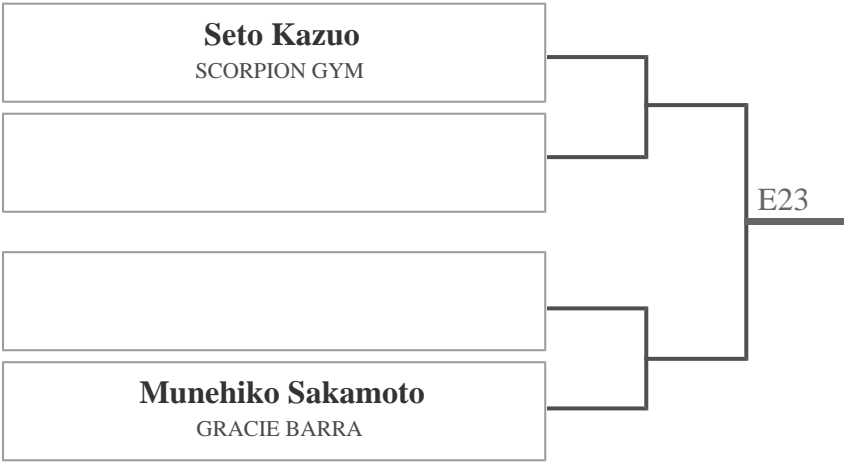 Seto Kazuo
SCORPION GYM
E23
Munehiko Sakamoto
GRACIE BARRA